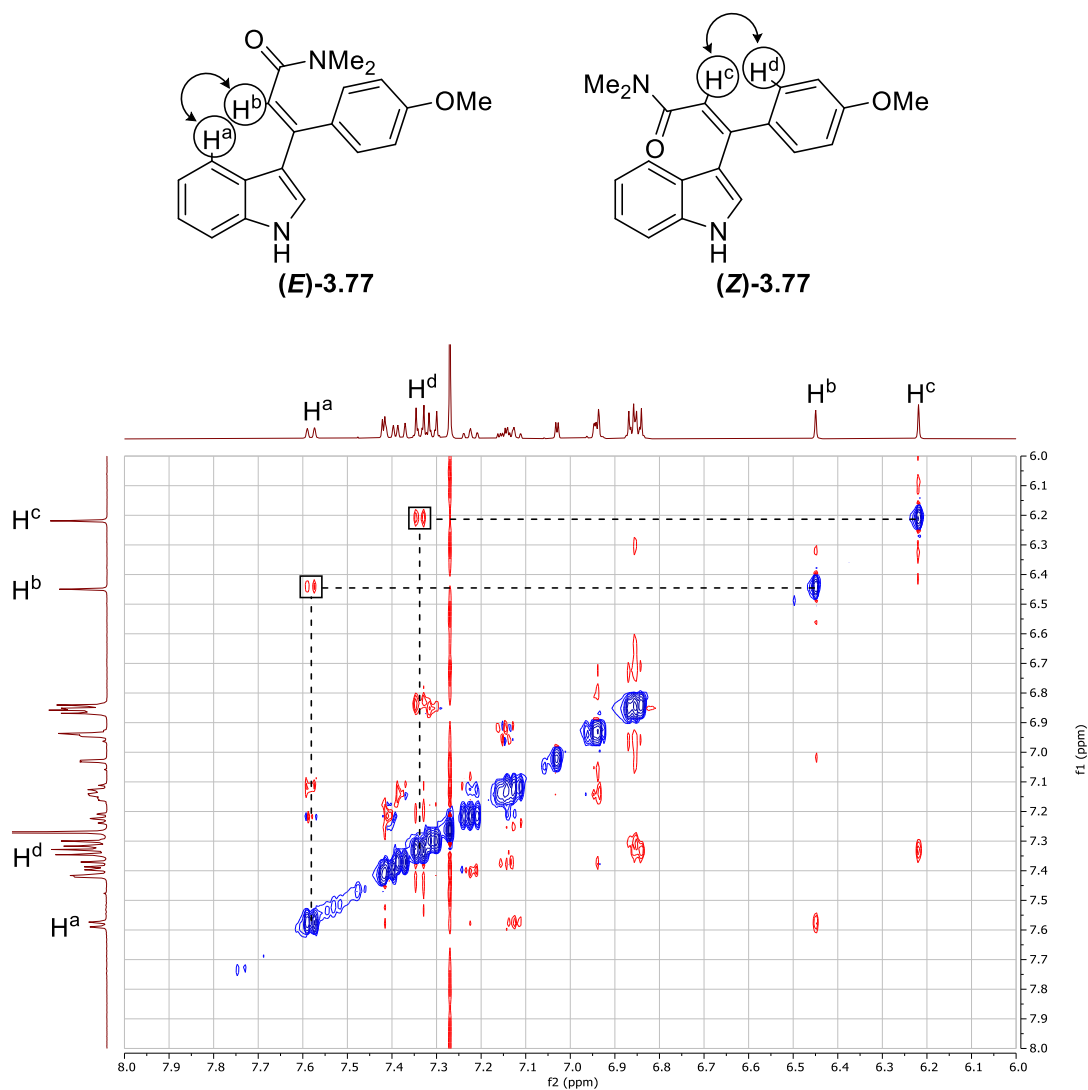 O NMe₂
Hᵇ OMe
Hᵃ
N
H
(E)-3.77
Hᶜ Hᵈ
Me₂N OMe
O
N
H
(Z)-3.77
Hᵃ Hᵈ Hᵇ Hᶜ
Hᶜ
Hᵇ
Hᵈ
Hᵃ
6.0
6.1
6.2
6.3
6.4
6.5
6.6
6.7
6.8
6.9
7.0
7.1
7.2
7.3
7.4
7.5
7.6
7.7
7.8
7.9
8.0
f1 (ppm)
8.0 7.9 7.8 7.7 7.6 7.5 7.4 7.3 7.2 7.1 7.0 6.9 6.8 6.7 6.6 6.5 6.4 6.3 6.2 6.1 6.0
f2 (ppm)